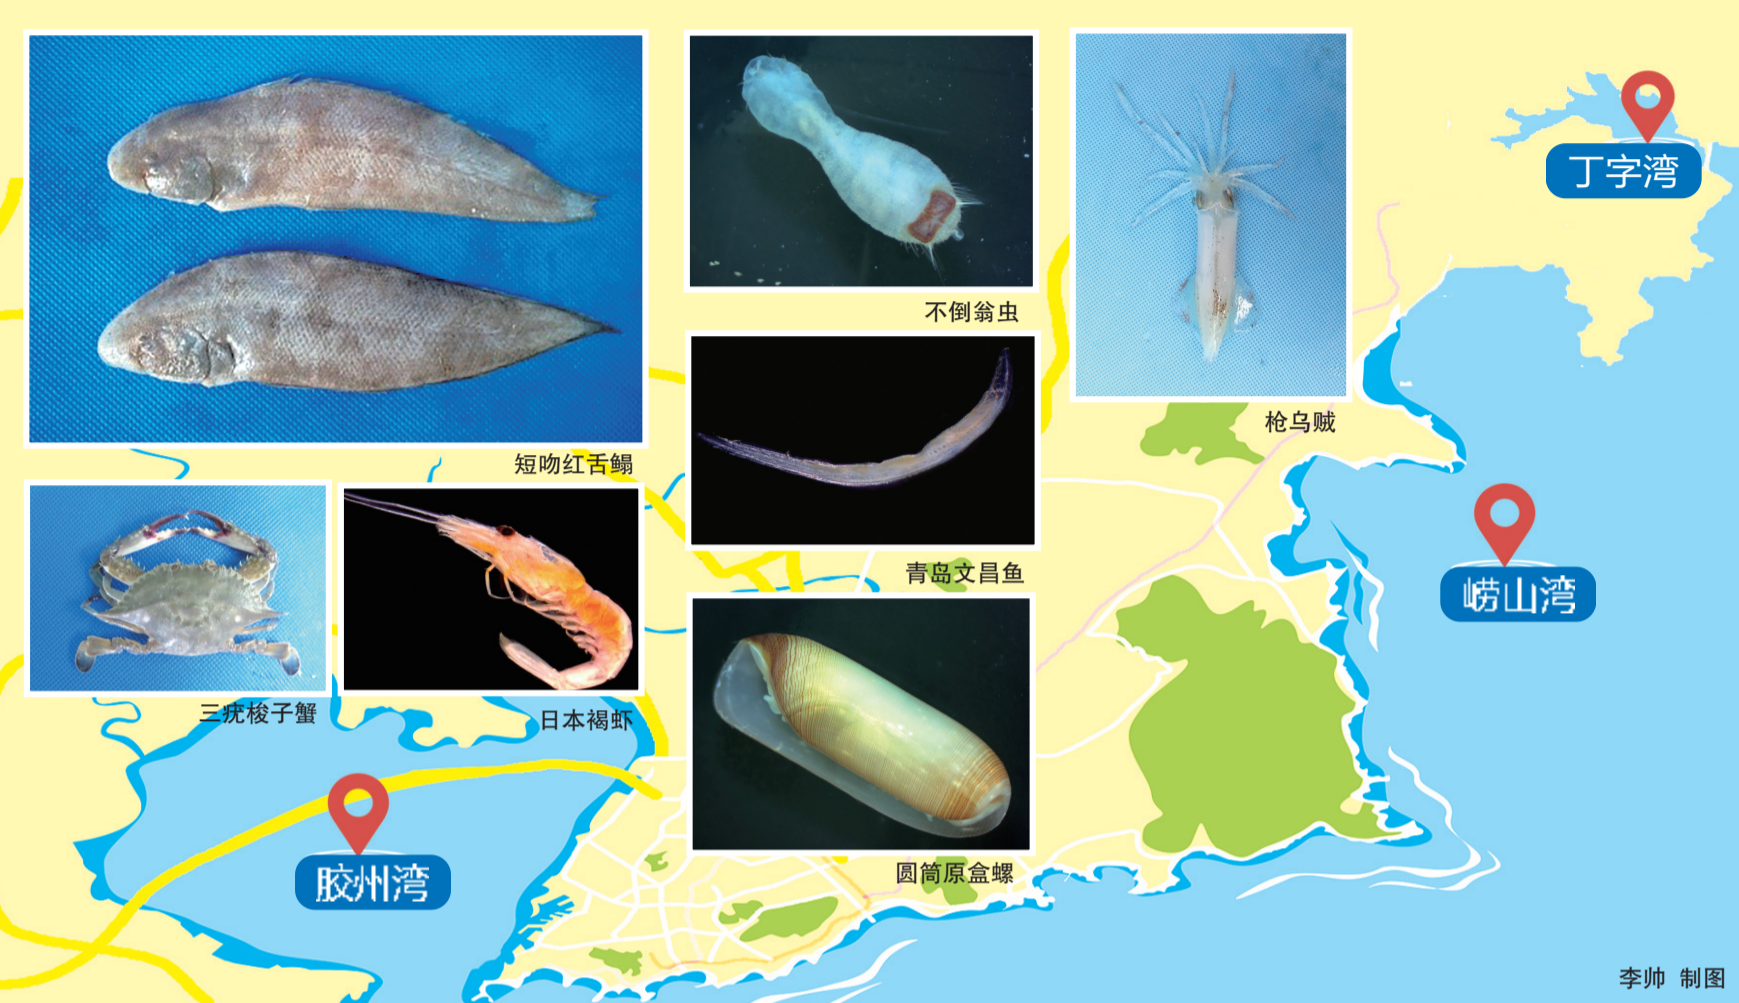 丁字湾
不倒翁虫
枪乌贼
短吻红舌鳎
青岛文昌鱼
崂山湾
三疣梭子蟹
日本褐虾
圆筒原盒螺
胶州湾
李帅 制图